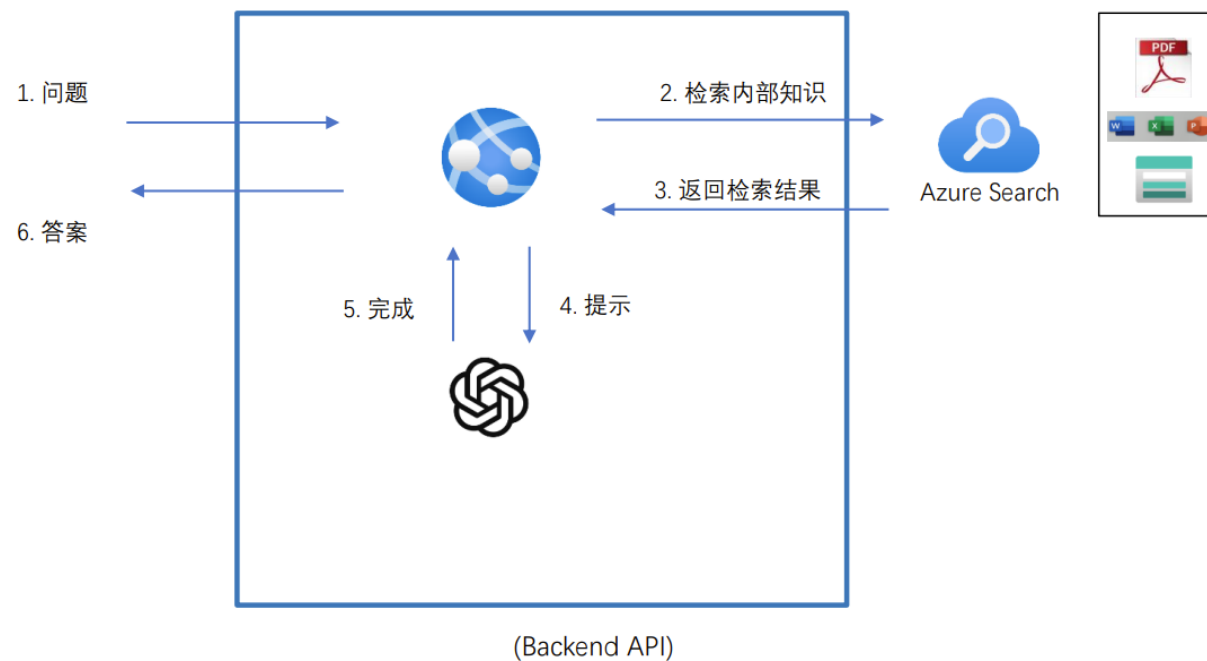 PDF
1. 问题
2. 检索内部知识
W
X
P
3. 返回检索结果
Azure Search
6. 答案
5. 完成
4. 提示
(Backend API)